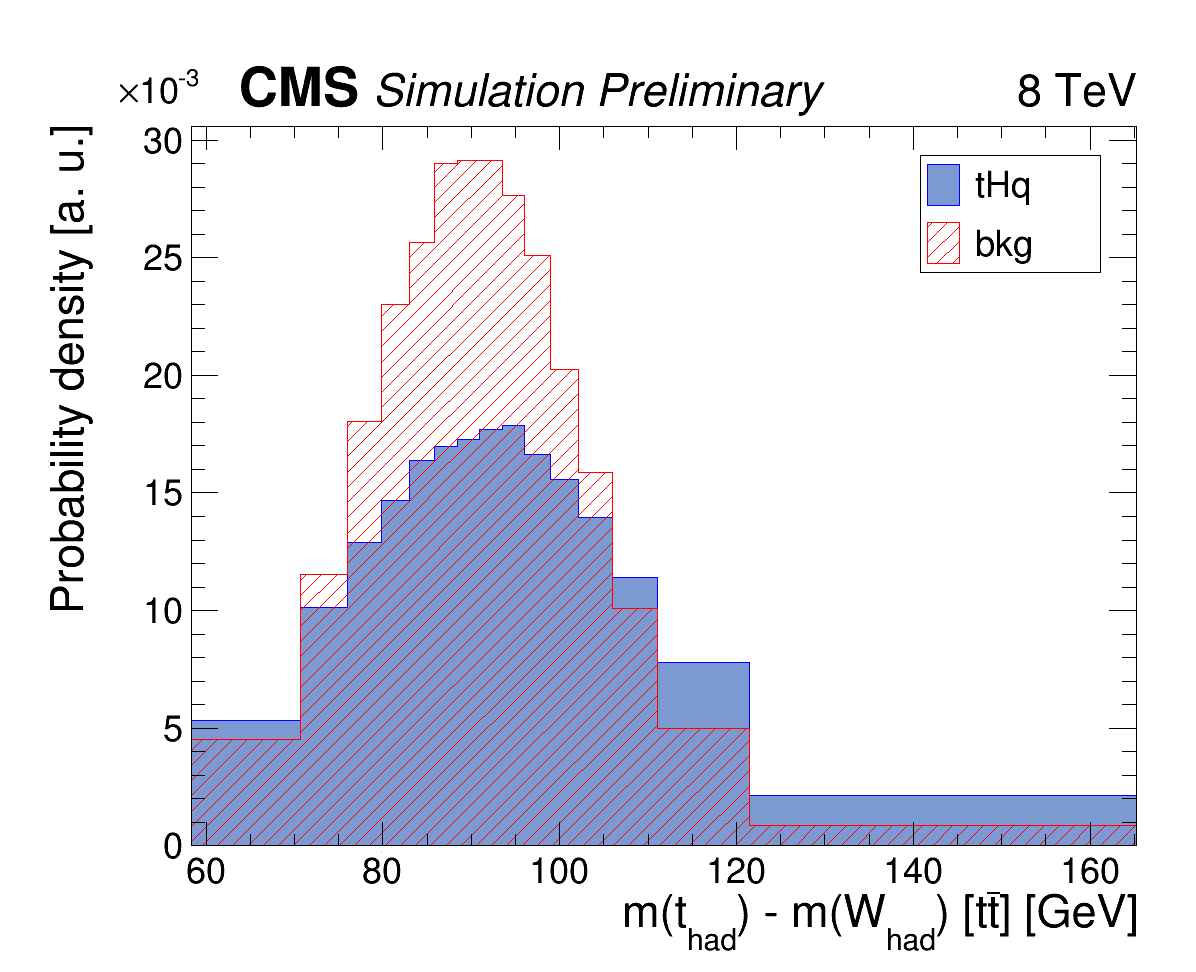 ×10⁻³ CMS Simulation Preliminary 8 TeV
Probability density [a. u.]
30
25
20
15
10
5
0
tHq
bkg
60 80 100 120 140 160
m(t_had) - m(W_had) [tt̄] [GeV]